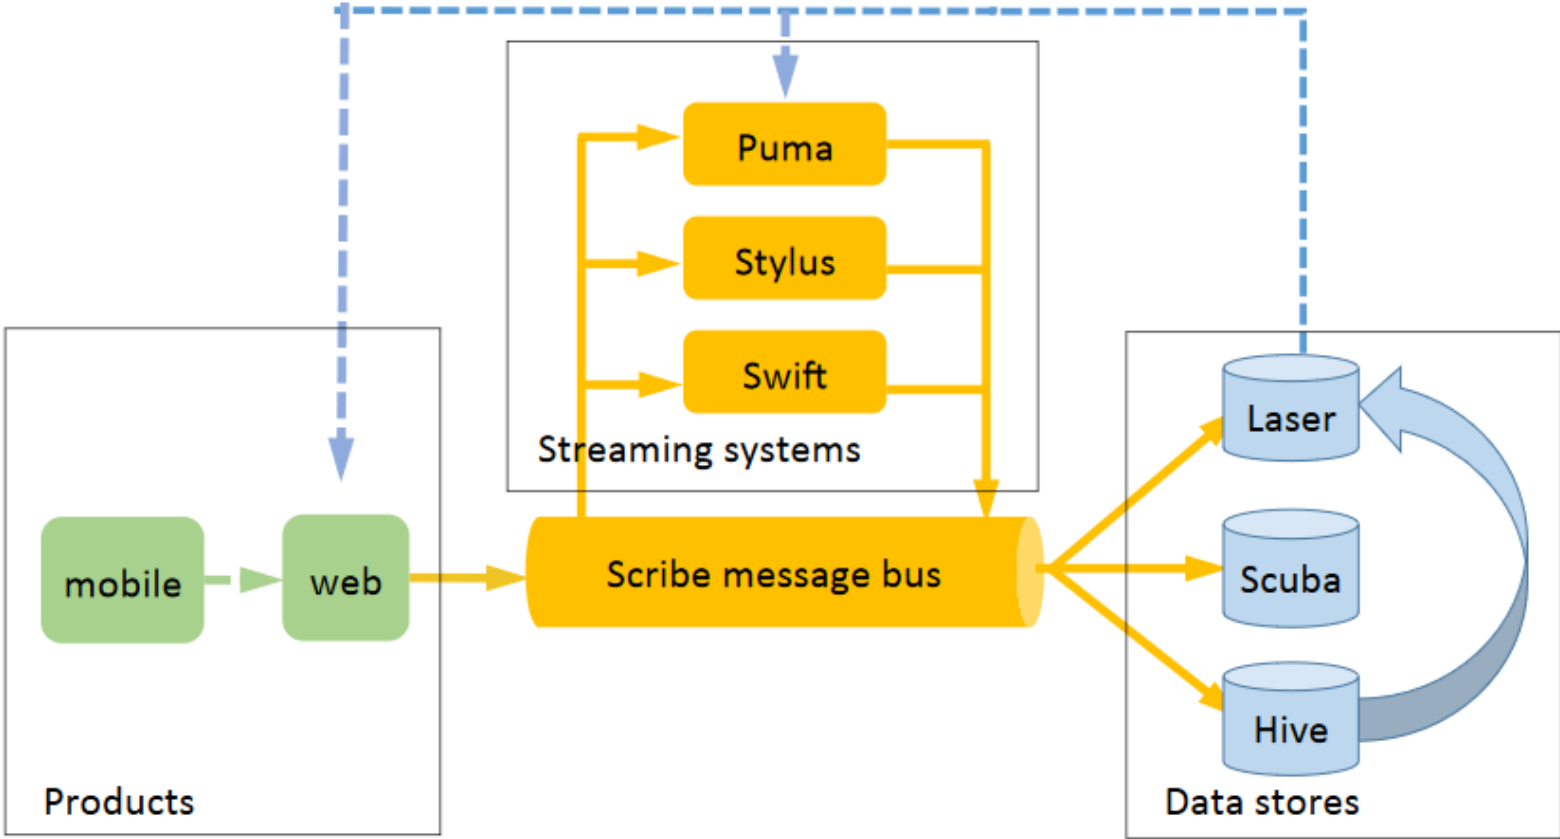 Puma
Stylus
Swift
Streaming systems
mobile
web
Products
Scribe message bus
Laser
Scuba
Hive
Data stores